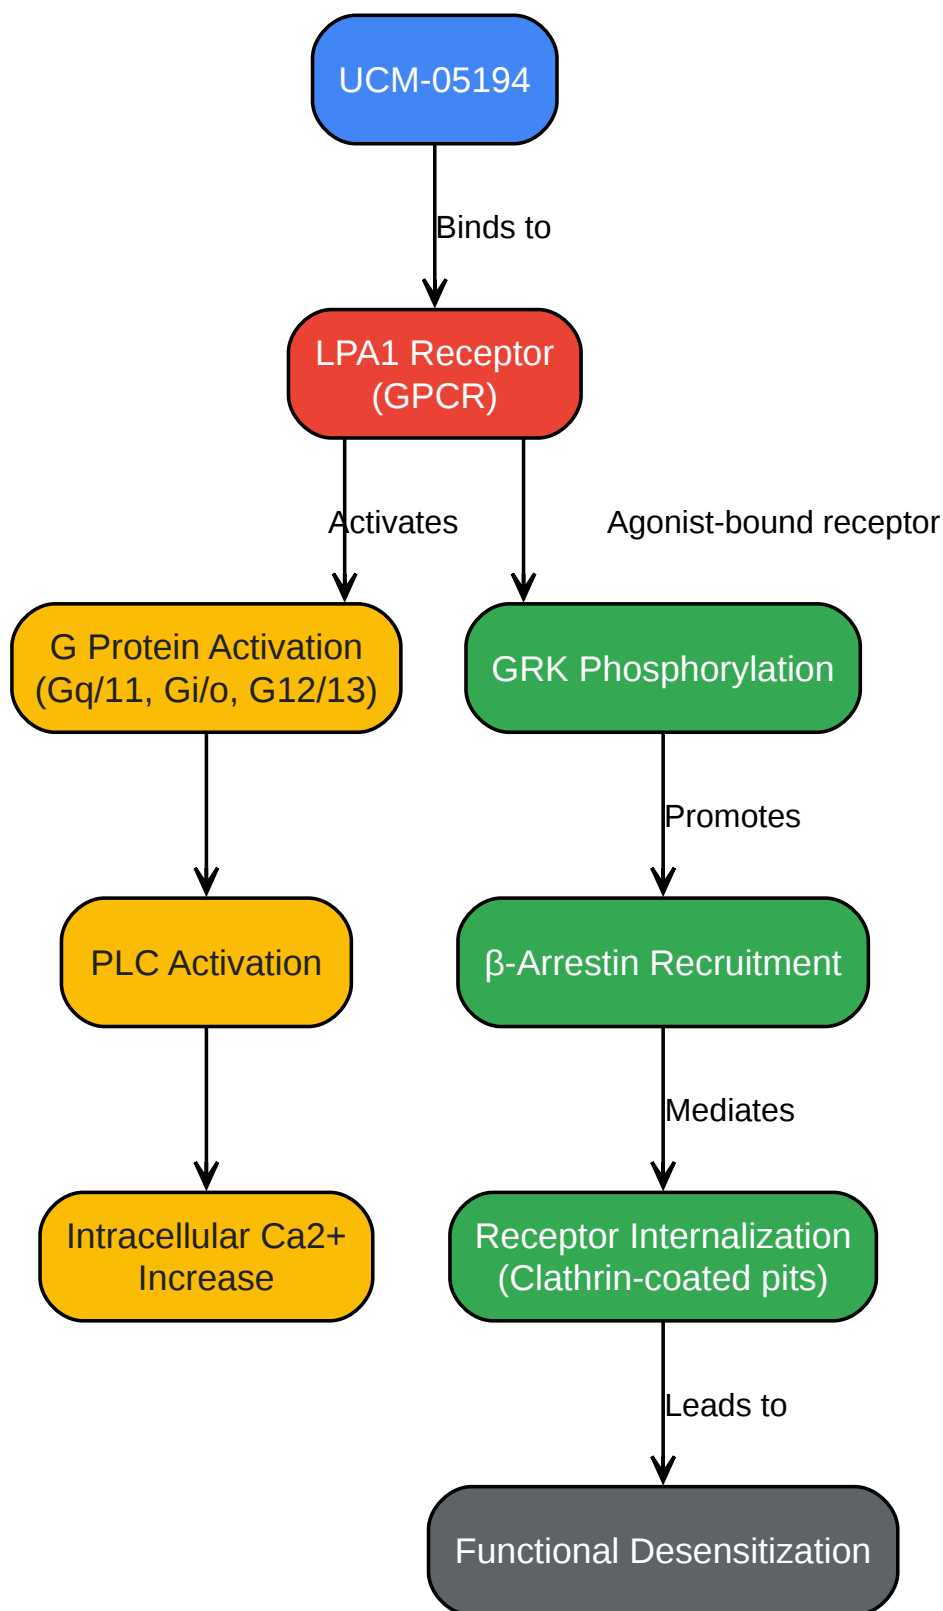 UCM-05194
Binds to
LPA1 Receptor
(GPCR)
Activates
Agonist-bound receptor
G Protein Activation
(Gq/11, Gi/o, G12/13)
GRK Phosphorylation
Promotes
PLC Activation
β-Arrestin Recruitment
Mediates
Intracellular Ca2+
Increase
Receptor Internalization
(Clathrin-coated pits)
Leads to
Functional Desensitization